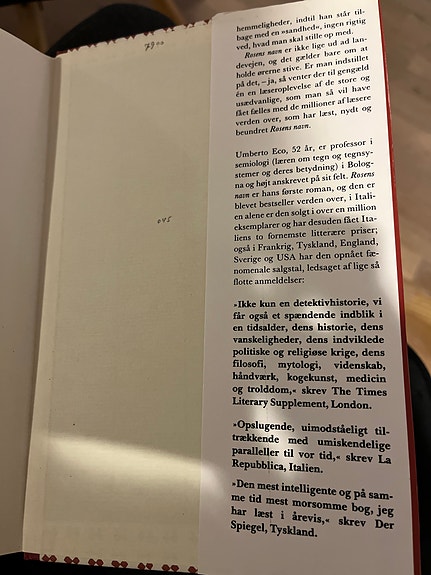 7900
045
hemmeligheder, indtil han står til-
bage med en »sandhed«, ingen rigtig
ved, hvad man skal stille op med.
Rosens navn er ikke lige ud ad lan-
devejen, og det gælder bare om at
holde ørerne stive. Er man indstillet
på det, – ja, så venter der til gengæld
én en læseroplevelse af de store og
usædvanlige, som man så vil have
fået fælles med de millioner af læsere
verden over, som har læst, nydt og
beundret Rosens navn.
Umberto Eco, 52 år, er professor i
semiologi (læren om tegn og tegnsy-
stemer og deres betydning) i Bolog-
na og højt anskrevet på sit felt. Rosens
navn er hans første roman, og den er
blevet bestseller verden over, i Itali-
en alene er den solgt i over en million
eksemplarer og har desuden fået Ita-
liens to fornemste litterære priser;
også i Frankrig, Tyskland, England,
Sverige og USA har den opnået fæ-
nomenale salgstal, ledsaget af lige så
flotte anmeldelser:
»Ikke kun en detektivhistorie, vi
får også et spændende indblik i
en tidsalder, dens historie, dens
vanskeligheder, dens indviklede
politiske og religiøse krige, dens
filosofi, mytologi, videnskab,
håndværk, kogekunst, medicin
og trolddom,« skrev The Times
Literary Supplement, London.
»Opslugende, uimodståeligt til-
trækkende med umiskendelige
paralleller til vor tid,« skrev La
Repubblica, Italien.
»Den mest intelligente og på sam-
me tid mest morsomme bog, jeg
har læst i årevis,« skrev Der
Spiegel, Tyskland.